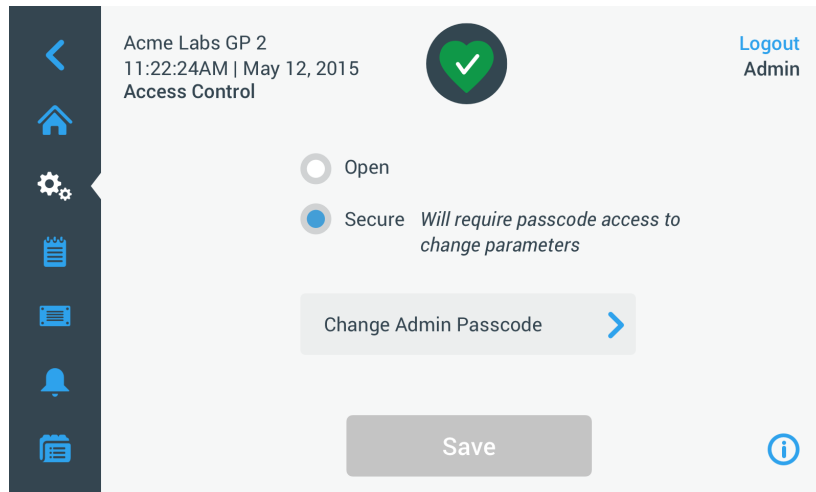 Acme Labs GP 2
11:22:24AM | May 12, 2015
Access Control
Logout
Admin
Open
Secure Will require passcode access to
change parameters
Change Admin Passcode
Save